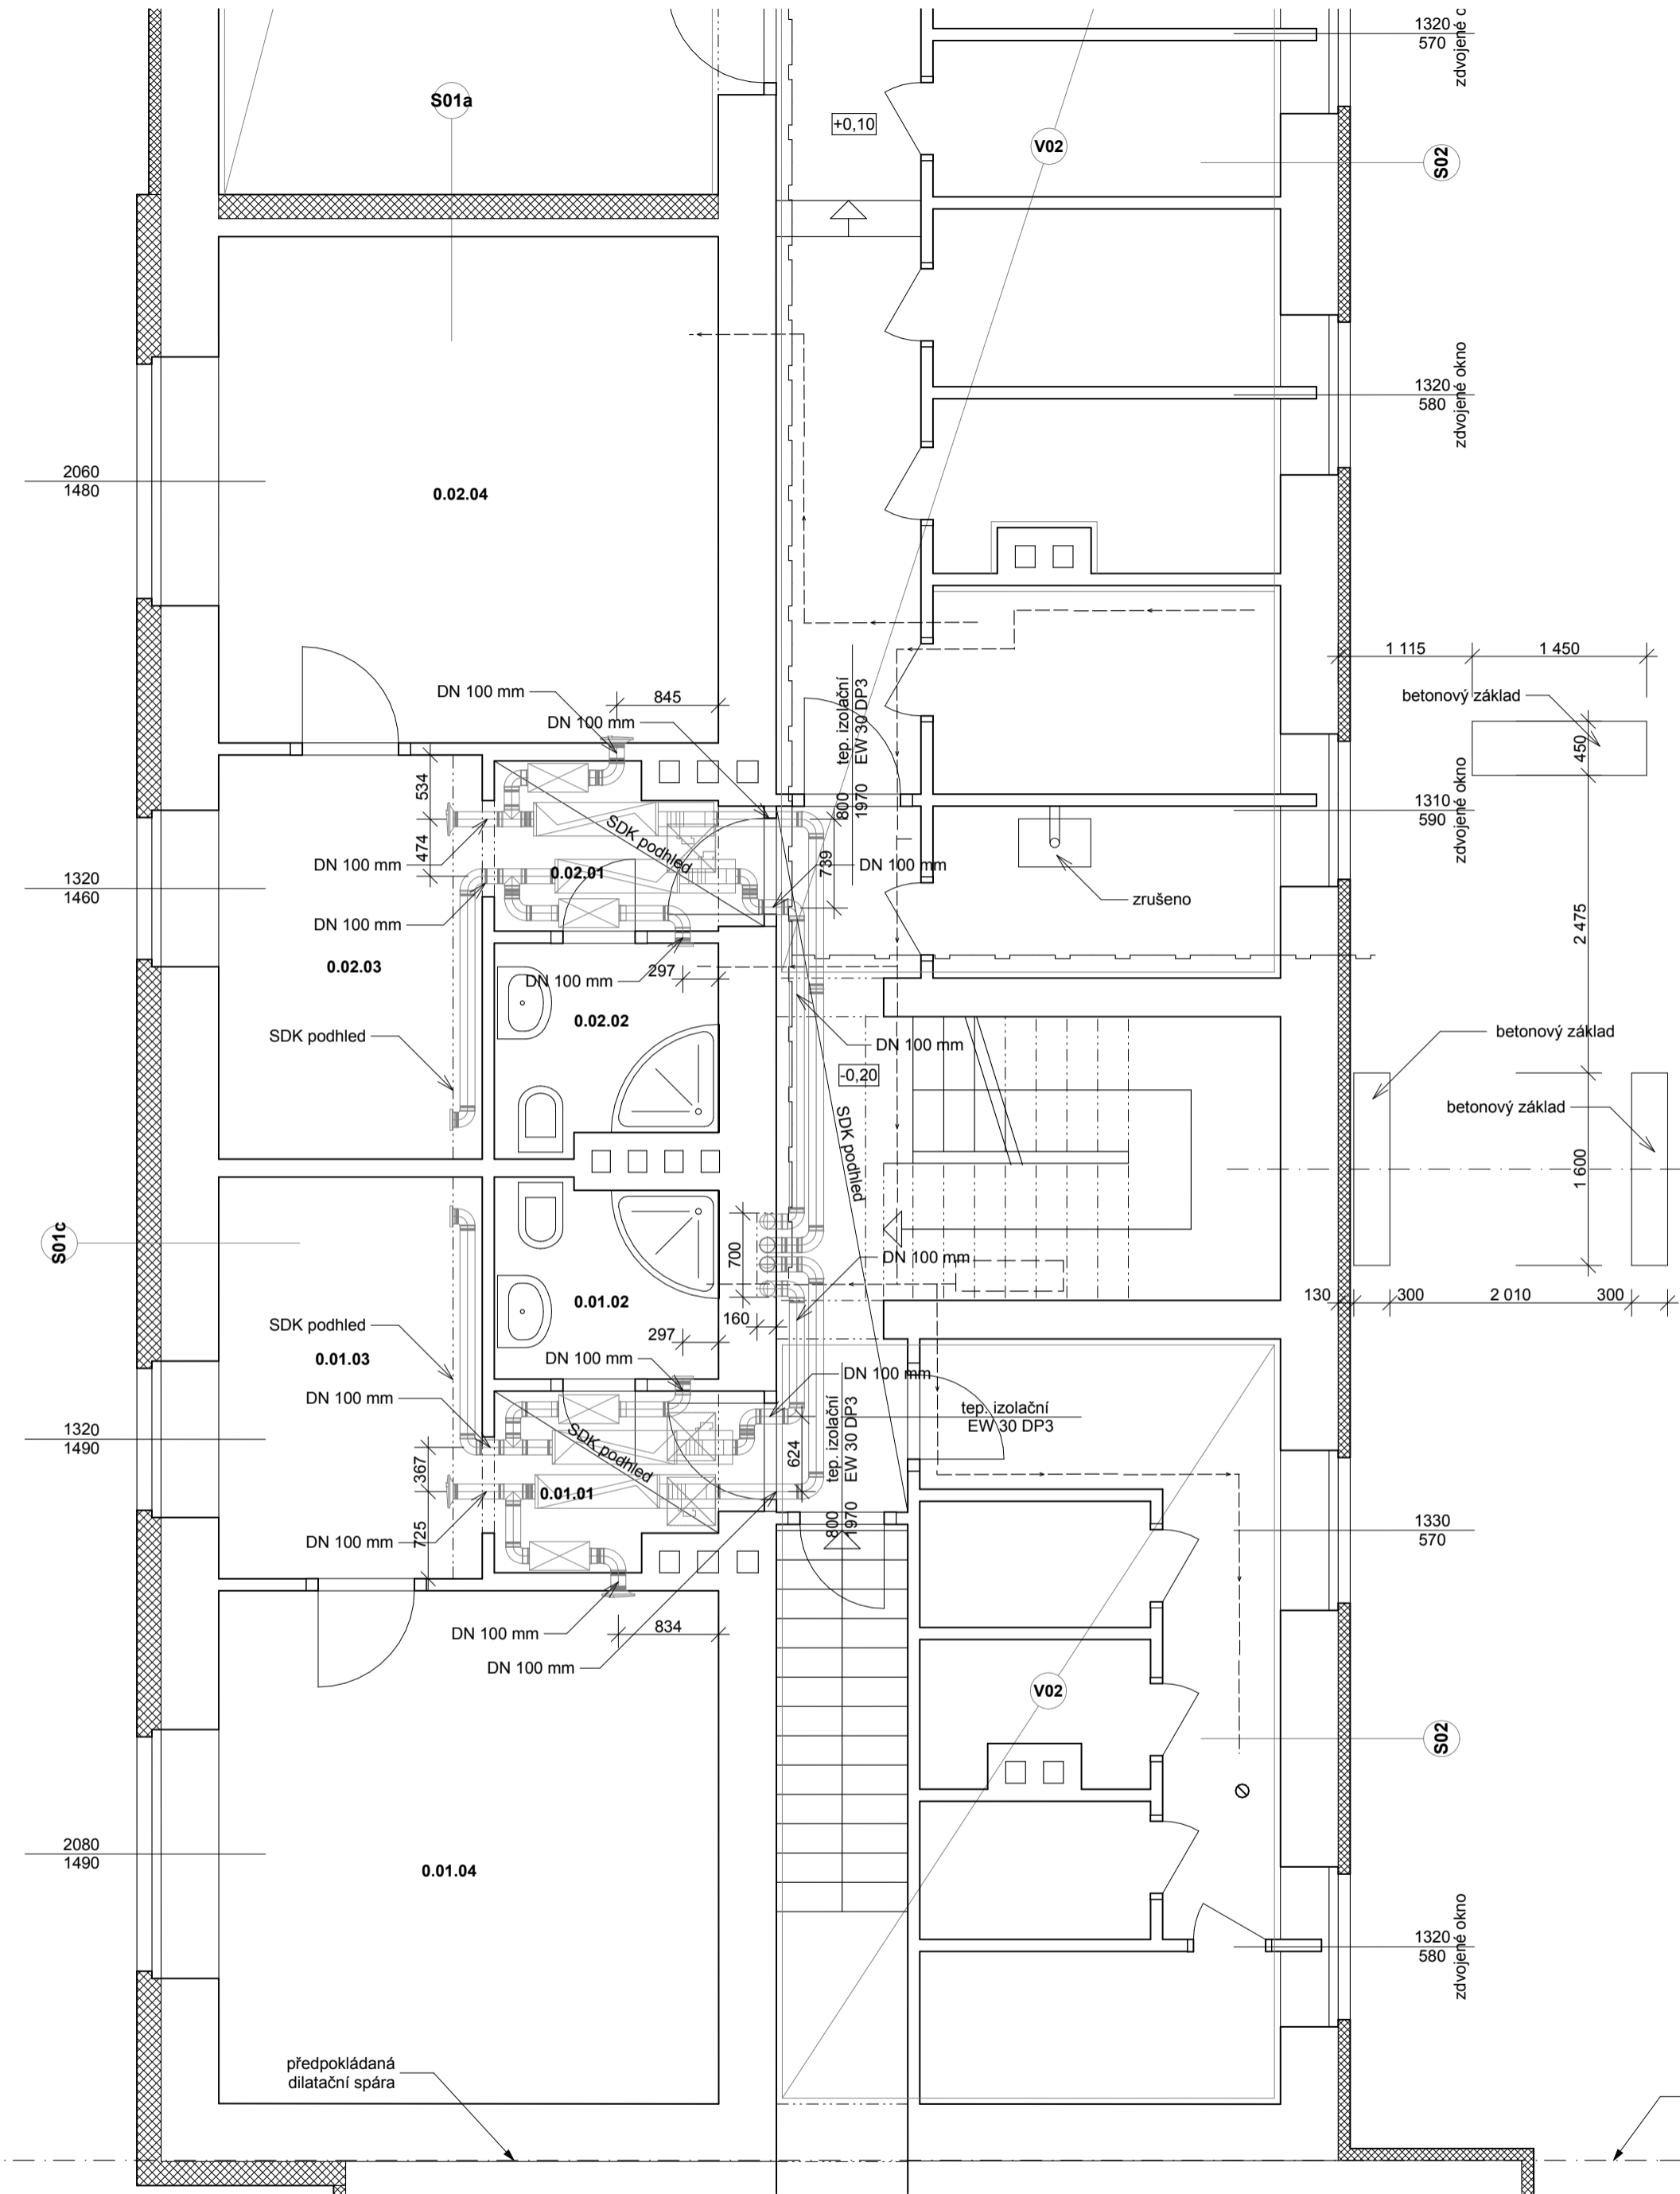 1320
570
zdvojené
S01a
+0,10
V02
S02
1320
580
zdvojené okno
2060
1480
0.02.04
1 115
1 450
betonový základ
450
DN 100 mm
845
DN 100 mm
tep. izolační
EW 30 DP3
800
1970
534
474
SDK podhled
DN 100 mm
0.02.01
739
DN 100 mm
1310
590
zdvojené okno
1320
1460
DN 100 mm
zrušeno
2 475
0.02.03
297
DN 100 mm
0.02.02
SDK podhled
DN 100 mm
-0,20
SDK podhled
betonový základ
betonový základ
1 600
S01c
700
DN 100 mm
130
300
2 010
300
0.01.02
160
SDK podhled
0.01.03
297
DN 100 mm
DN 100 mm
DN 100 mm
tep. izolační
EW 30 DP3
800
1970
tep. izolační
EW 30 DP3
1320
1490
367
725
SDK podhled
0.01.01
624
DN 100 mm
1330
570
DN 100 mm
834
DN 100 mm
V02
S02
2080
1490
0.01.04
1320
580
zdvojené okno
předpokládaná
dilatační spára